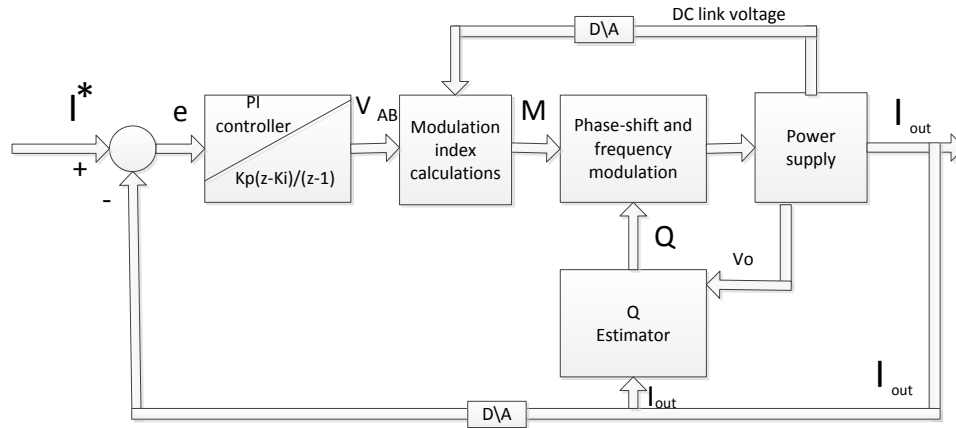 DC link voltage
D\A
I*
e
PI
controller
Kp(z-Ki)/(z-1)
V AB
Modulation
index
calculations
M
Phase-shift and
frequency
modulation
Power
supply
I out
+
-
Q
Vo
Q
Estimator
I out
I out
D\A